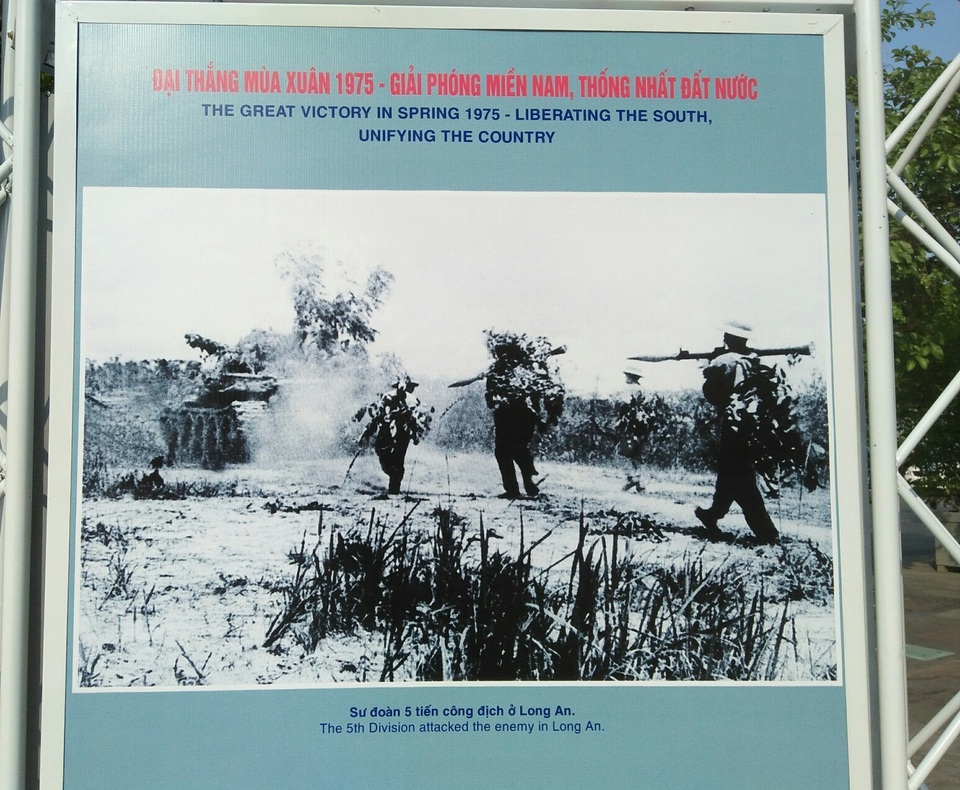 ĐẠI THẮNG MÙA XUÂN 1975 - GIẢI PHÓNG MIỀN NAM, THỐNG NHẤT ĐẤT NƯỚC
THE GREAT VICTORY IN SPRING 1975 - LIBERATING THE SOUTH,
UNIFYING THE COUNTRY
Sư đoàn 5 tiến công địch ở Long An.
The 5th Division attacked the enemy in Long An.